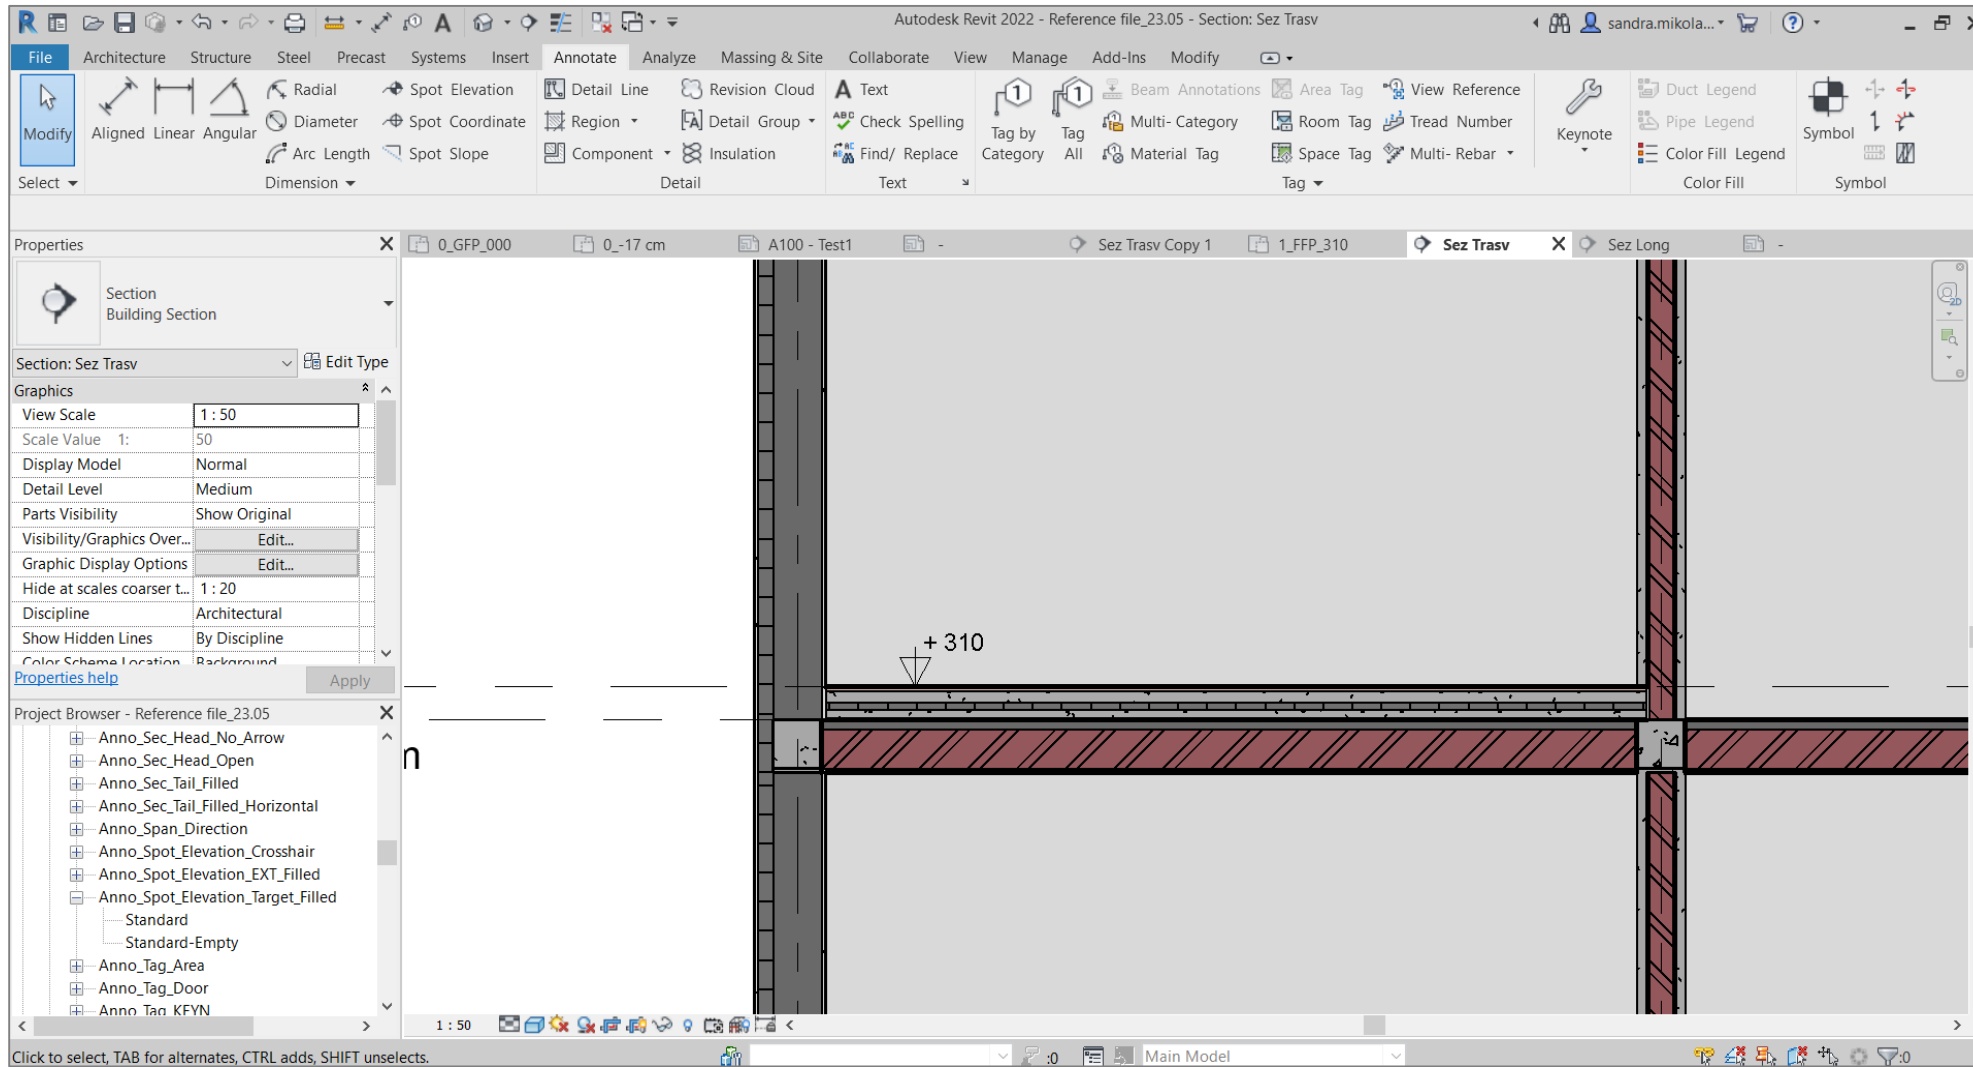 Autodesk Revit 2022 - Reference file_23.05 - Section: Sez Trasv
sandra.mikola...
File Architecture Structure Steel Precast Systems Insert Annotate Analyze Massing & Site Collaborate View Manage Add-Ins Modify
Modify
Aligned Linear Angular
Radial
Diameter
Arc Length
Spot Elevation
Spot Coordinate
Spot Slope
Detail Line
Region
Component
Revision Cloud
Detail Group
Insulation
Text
Check Spelling
Find/ Replace
Tag by
Category
Tag
All
Beam Annotations
Multi- Category
Material Tag
Area Tag
Room Tag
Space Tag
View Reference
Tread Number
Multi- Rebar
Keynote
Duct Legend
Pipe Legend
Color Fill Legend
Symbol
Select Dimension Detail Text Tag Color Fill Symbol
Properties
0_GFP_000 0_-17 cm A100 - Test1 - Sez Trasv Copy 1 1_FFP_310 Sez Trasv Sez Long -
Section
Building Section
Section: Sez Trasv Edit Type
Graphics
View Scale 1 : 50
Scale Value 1: 50
Display Model Normal
Detail Level Medium
Parts Visibility Show Original
Visibility/Graphics Over... Edit...
Graphic Display Options Edit...
Hide at scales coarser t... 1 : 20
Discipline Architectural
Show Hidden Lines By Discipline
Color Scheme Location Background
Properties help Apply
Project Browser - Reference file_23.05
Anno_Sec_Head_No_Arrow
Anno_Sec_Head_Open
Anno_Sec_Tail_Filled
Anno_Sec_Tail_Filled_Horizontal
Anno_Span_Direction
Anno_Spot_Elevation_Crosshair
Anno_Spot_Elevation_EXT_Filled
Anno_Spot_Elevation_Target_Filled
Standard
Standard-Empty
Anno_Tag_Area
Anno_Tag_Door
Anno_Tag_KEYN
+ 310
2D
1 : 50
Click to select, TAB for alternates, CTRL adds, SHIFT unselects.
:0
Main Model
:0